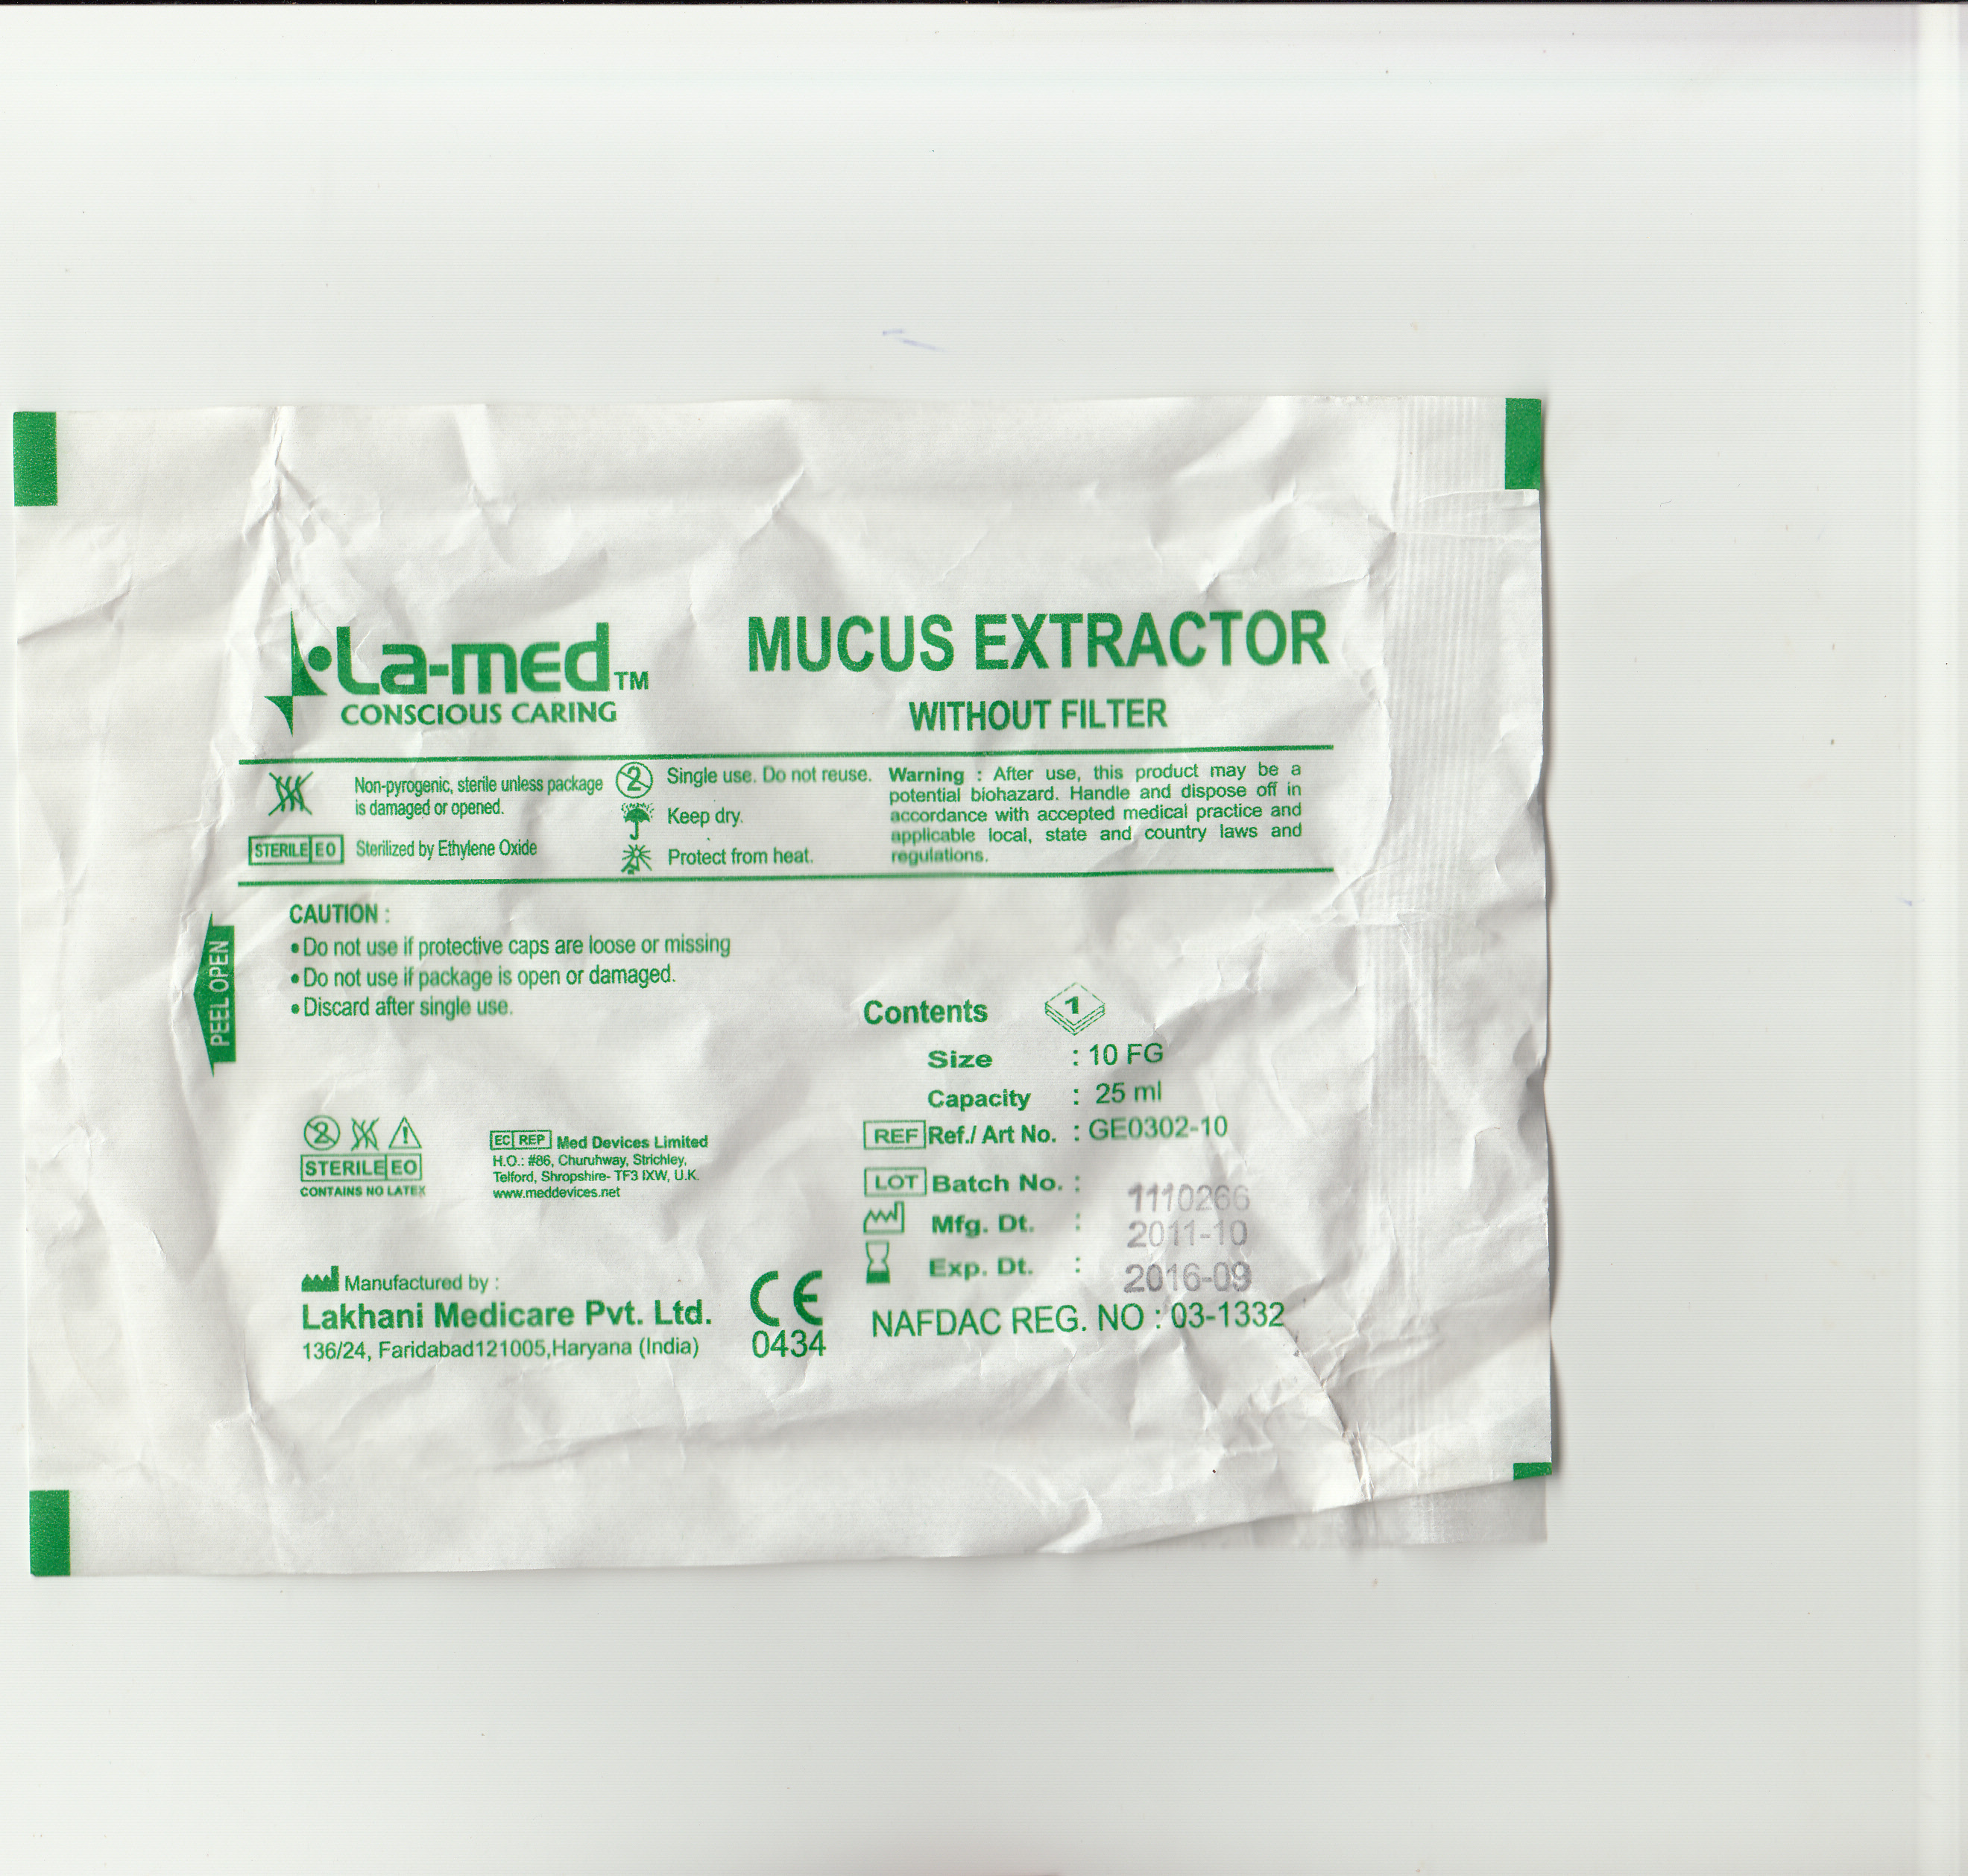 La-med TM
CONSCIOUS CARING
MUCUS EXTRACTOR
WITHOUT FILTER
Non-pyrogenic, sterile unless package
is damaged or opened.
STERILE EO Sterilized by Ethylene Oxide
2 Single use. Do not reuse.
Keep dry.
Protect from heat.
Warning : After use, this product may be a
potential biohazard. Handle and dispose off in
accordance with accepted medical practice and
applicable local, state and country laws and
regulations.
PEEL OPEN
CAUTION :
• Do not use if protective caps are loose or missing
• Do not use if package is open or damaged.
• Discard after single use.
Contents 1
Size : 10 FG
Capacity : 25 ml
REF Ref./ Art No. : GE0302-10
LOT Batch No. : 1110266
Mfg. Dt. : 2011-10
Exp. Dt. : 2016-09
NAFDAC REG. NO : 03-1332
2
STERILE EO
CONTAINS NO LATEX
EC REP Med Devices Limited
H.O.: #86, Churuhway, Strichley,
Telford, Shropshire- TF3 IXW, U.K.
www.meddevices.net
Manufactured by :
Lakhani Medicare Pvt. Ltd.
136/24, Faridabad121005,Haryana (India)
CE
0434